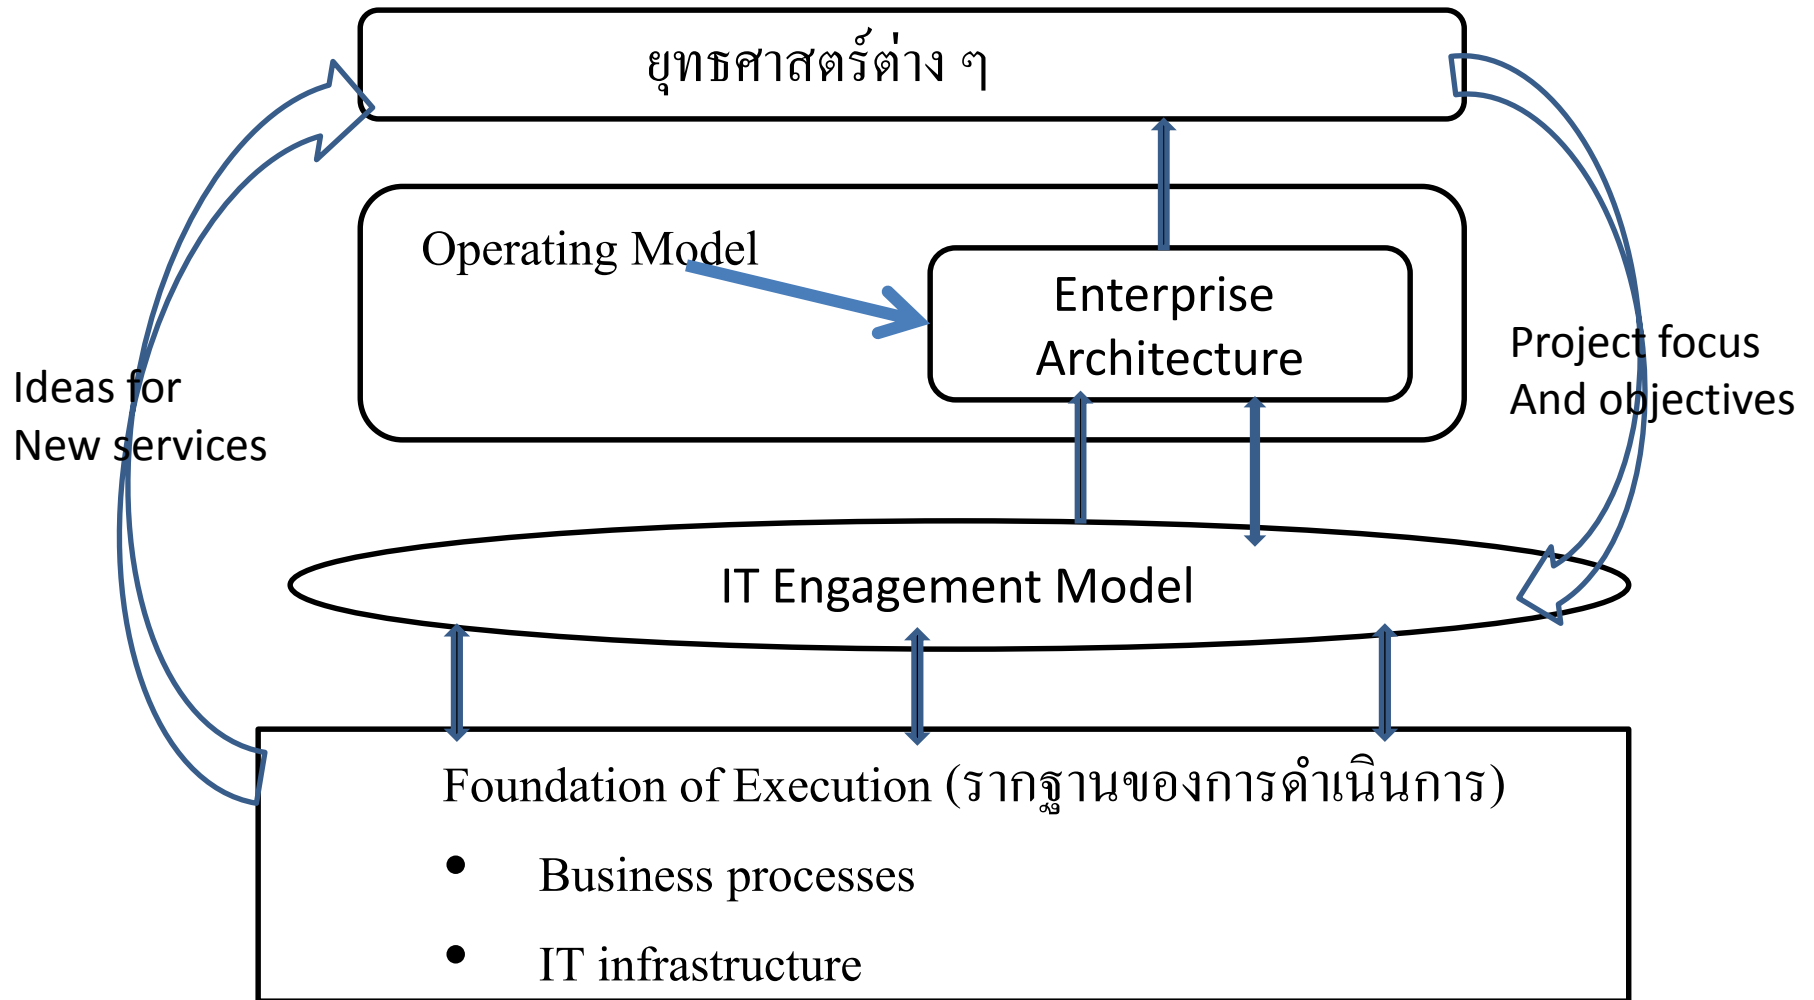 ยุทธศาสตร์ต่าง ๆ
Operating Model
Enterprise
Architecture
Project focus
And objectives
Ideas for
New services
IT Engagement Model
Foundation of Execution (รากฐานของการดำเนินการ)
• Business processes
• IT infrastructure